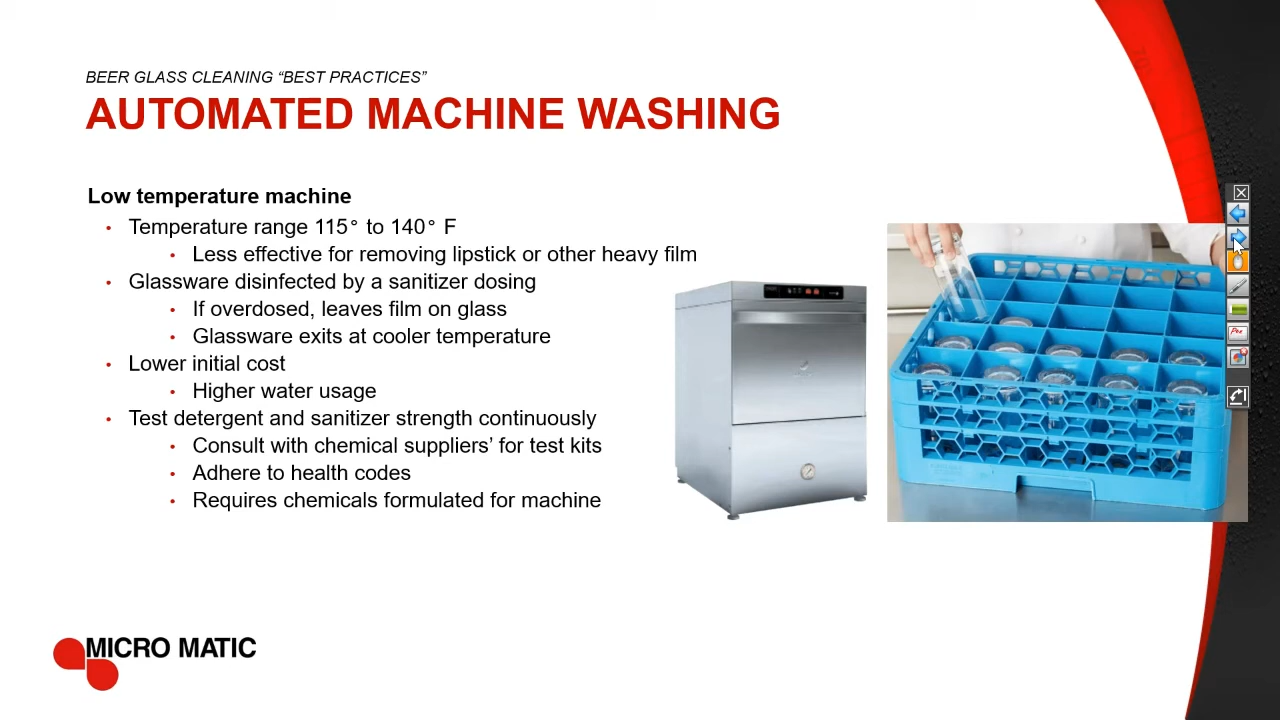 BEER GLASS CLEANING “BEST PRACTICES”
AUTOMATED MACHINE WASHING
Low temperature machine
• Temperature range 115° to 140° F
• Less effective for removing lipstick or other heavy film
• Glassware disinfected by a sanitizer dosing
• If overdosed, leaves film on glass
• Glassware exits at cooler temperature
• Lower initial cost
• Higher water usage
• Test detergent and sanitizer strength continuously
• Consult with chemical suppliers’ for test kits
• Adhere to health codes
• Requires chemicals formulated for machine
MICRO MATIC